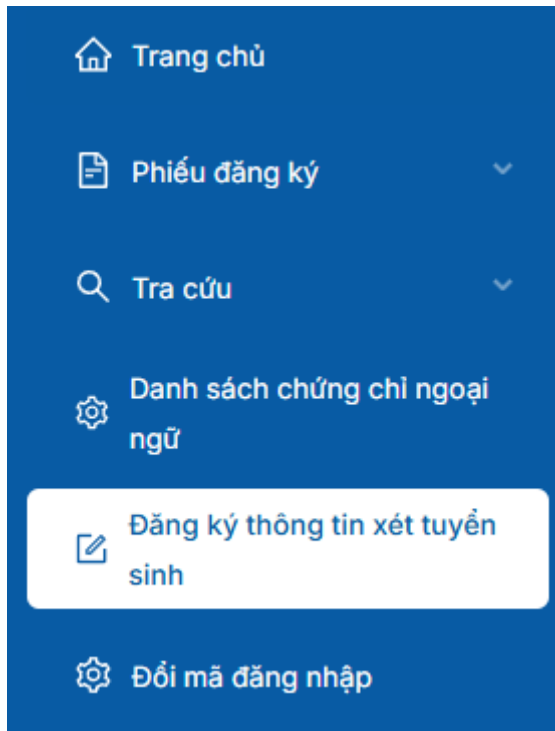 Trang chủ
Phiếu đăng ký
Tra cứu
Danh sách chứng chỉ ngoại
ngữ
Đăng ký thông tin xét tuyển
sinh
Đổi mã đăng nhập